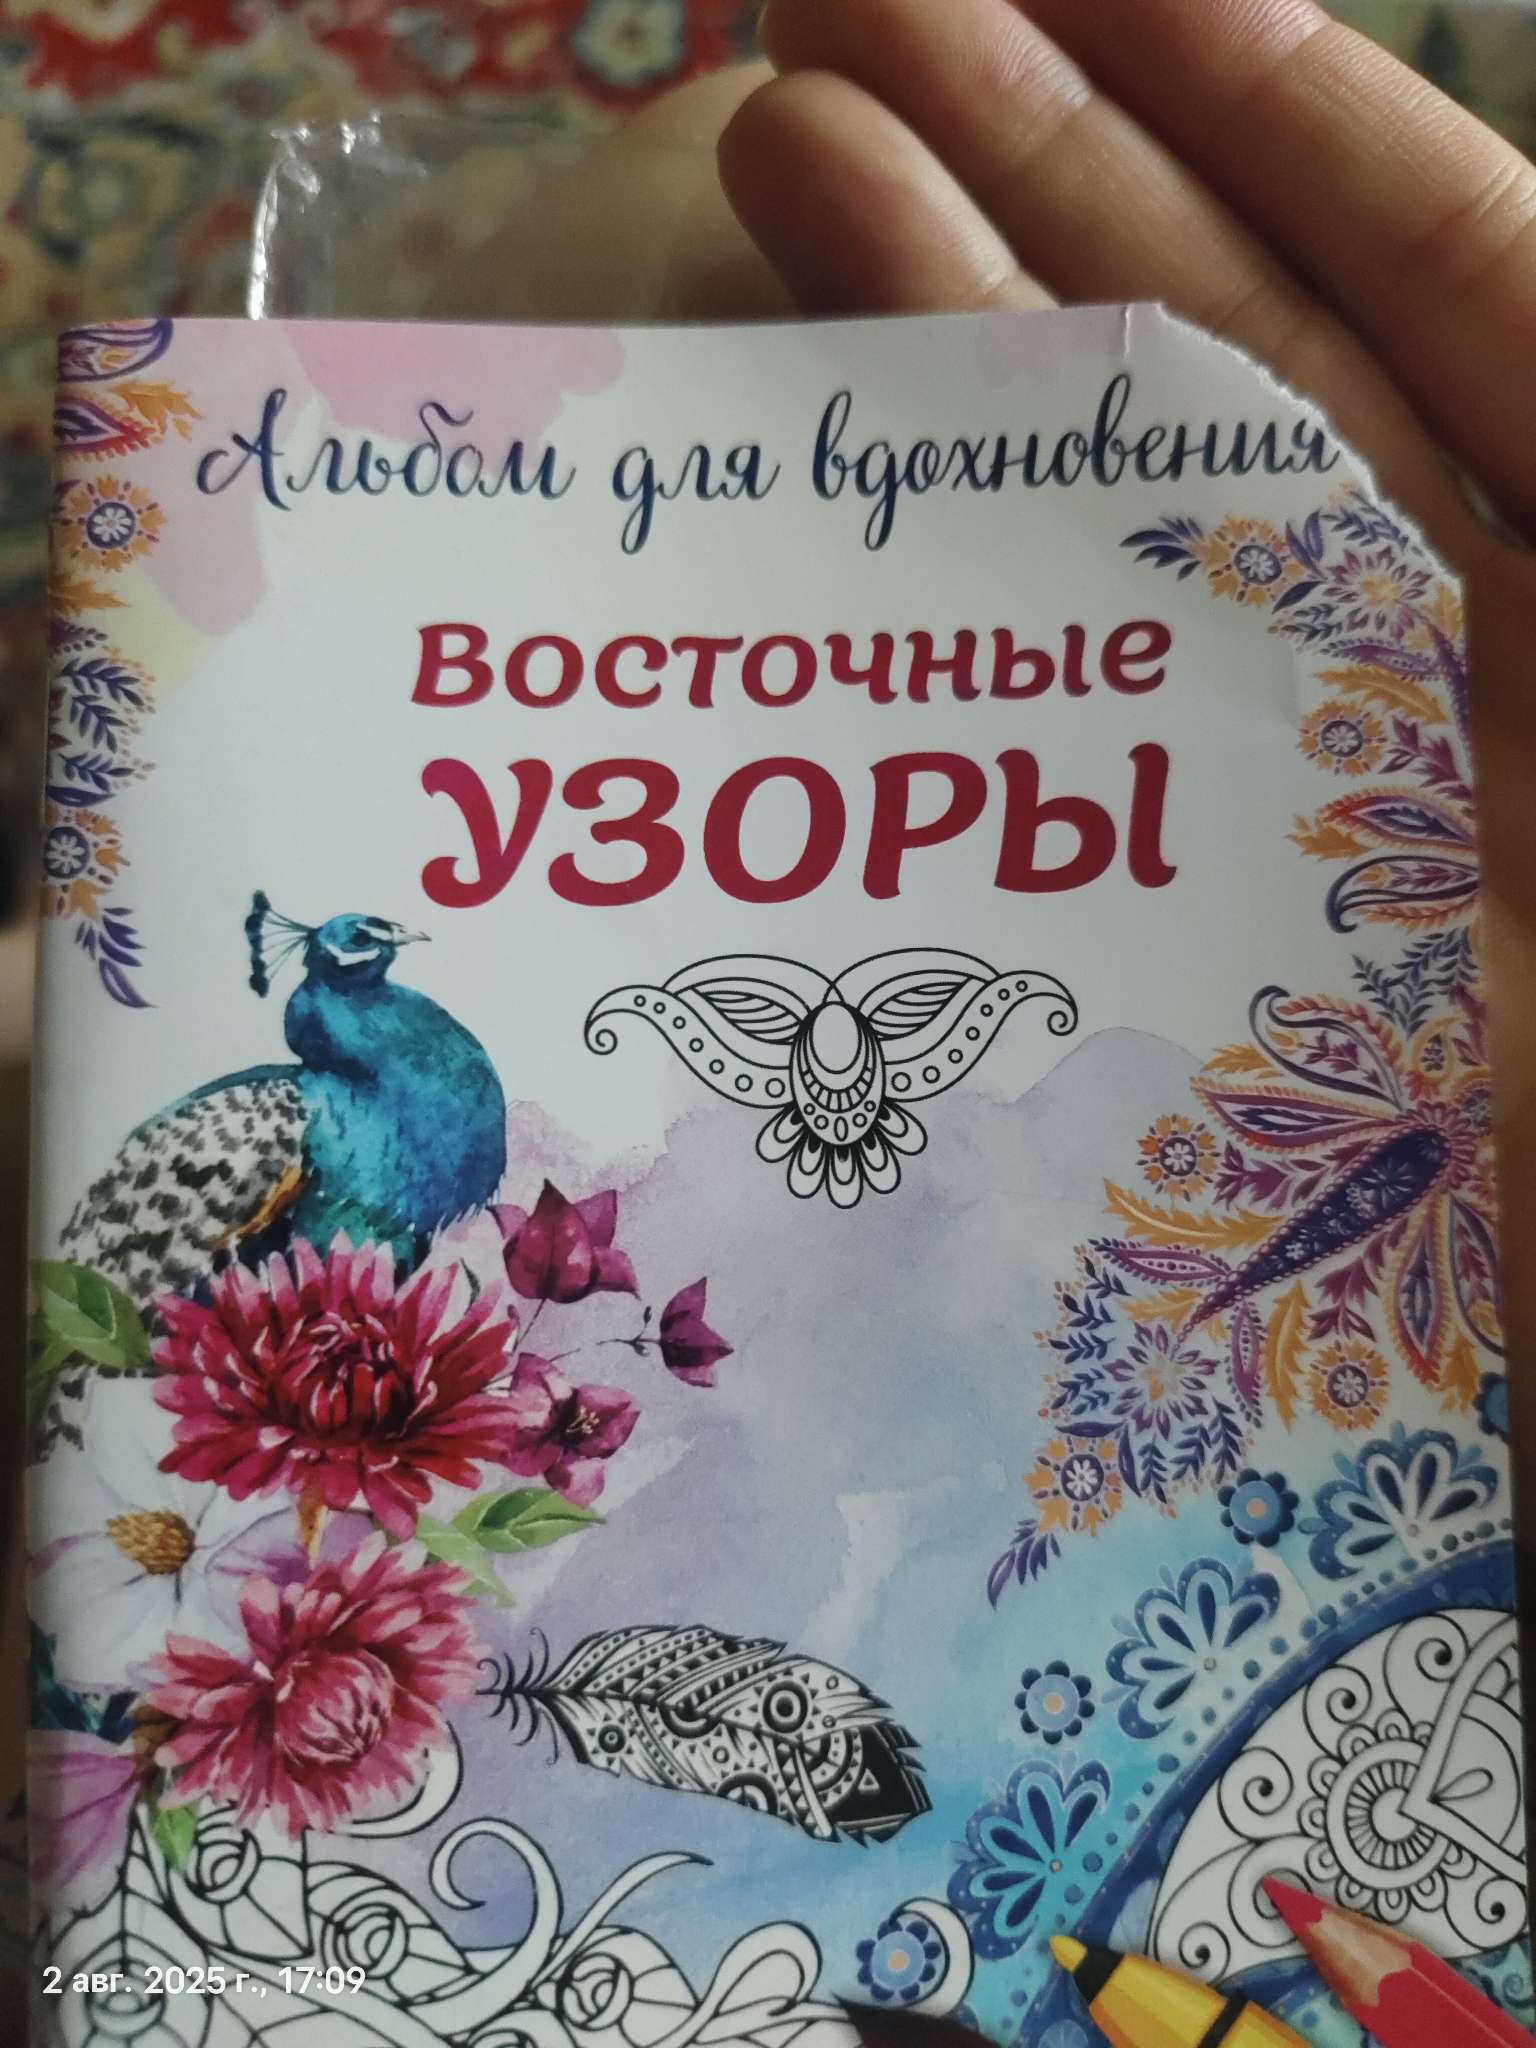 Альбом для вдохновения
Восточные
УЗОРЫ
2 авг. 2025 г., 17:09